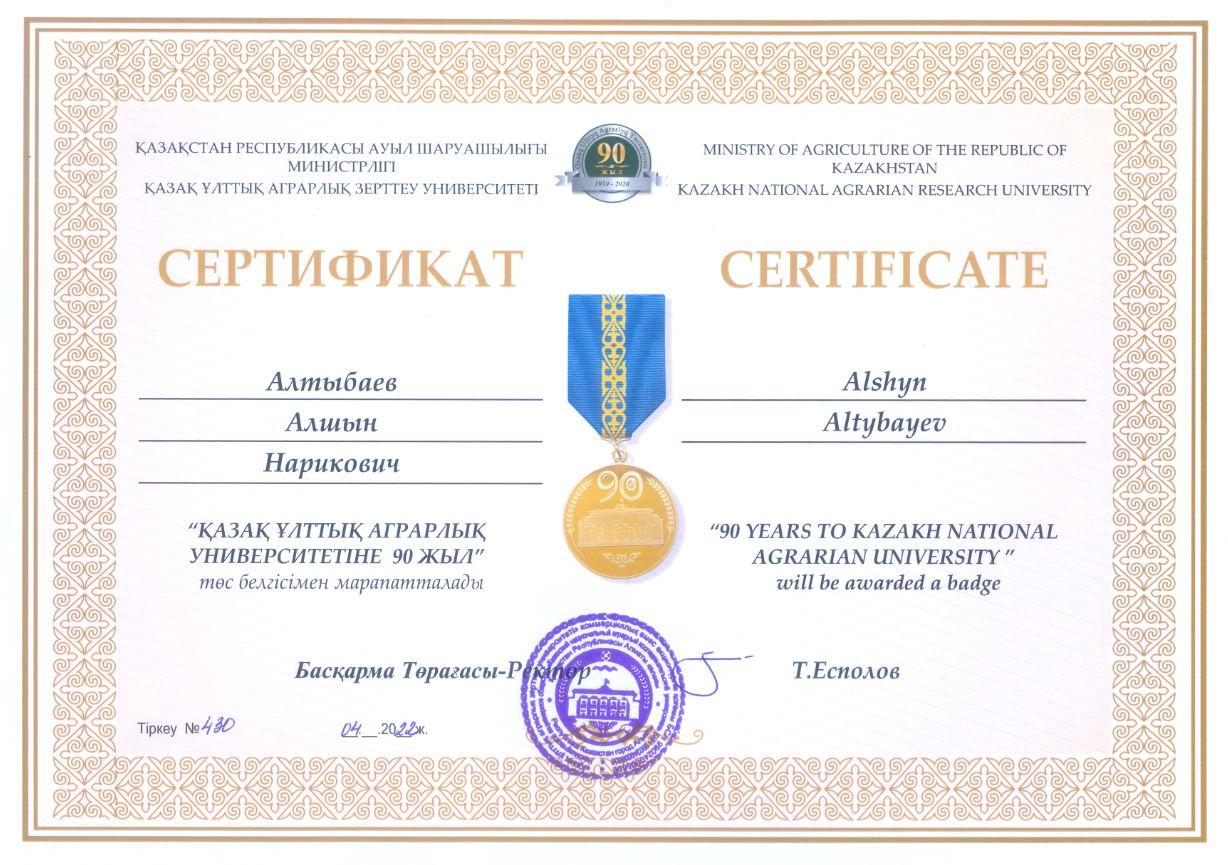 ҚАЗАҚСТАН РЕСПУБЛИКАСЫ АУЫЛ ШАРУАШЫЛЫҒЫ
МИНИСТРЛІГІ
ҚАЗАҚ ҰЛТТЫҚ АГРАРЛЫҚ ЗЕРТТЕУ УНИВЕРСИТЕТІ
90
ЖЫЛ
1930 - 2020
MINISTRY OF AGRICULTURE OF THE REPUBLIC OF
KAZAKHSTAN
KAZAKH NATIONAL AGRARIAN RESEARCH UNIVERSITY
СЕРТИФИКАТ
CERTIFICATE
Алтыбаев
Алшын
Нарикович
Alshyn
Altybayev
90
“ҚАЗАҚ ҰЛТТЫҚ АГРАРЛЫҚ
УНИВЕРСИТЕТІНЕ 90 ЖЫЛ”
төс белгісімен марапатталады
“90 YEARS TO KAZAKH NATIONAL
AGRARIAN UNIVERSITY ”
will be awarded a badge
Басқарма Төрағасы-Ректор
Т.Есполов
Тіркеу №430
04.__.2022ж.